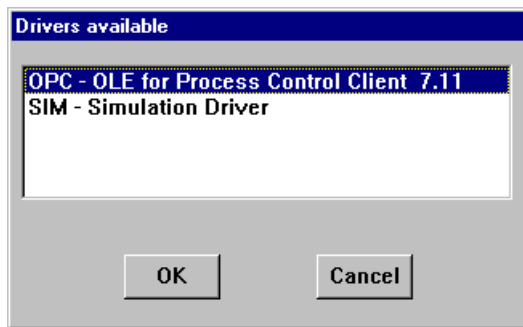 Drivers available
OPC - OLE for Process Control Client  7.11
SIM - Simulation Driver
OK
Cancel